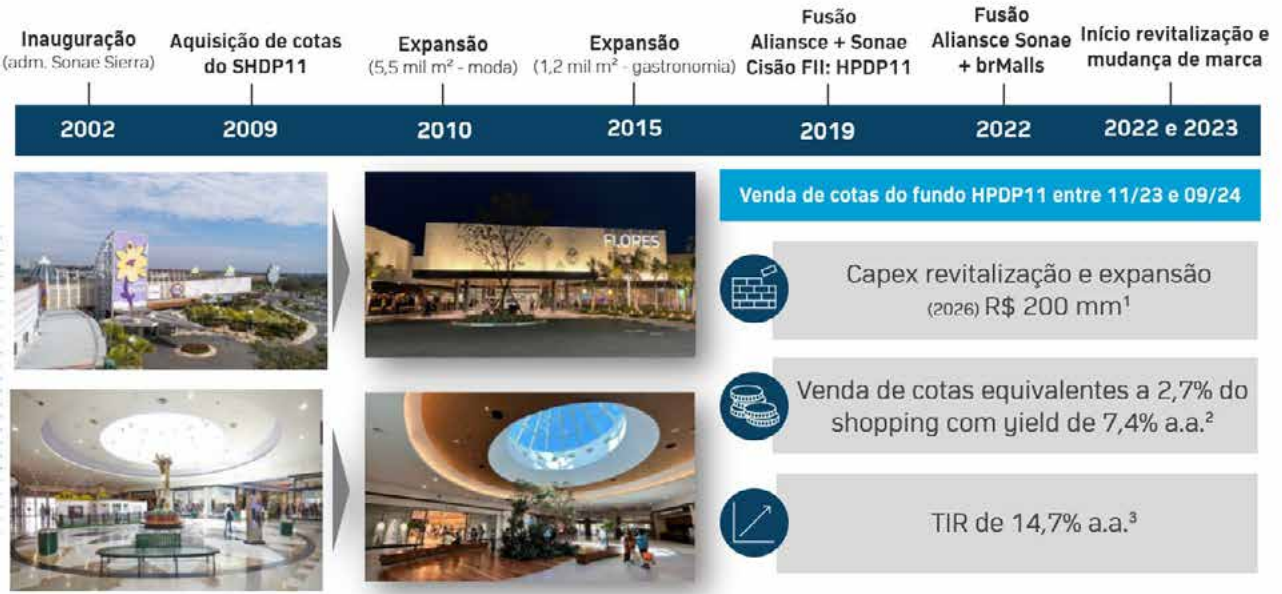 Inauguração
(adm. Sonae Sierra)
Aquisição de cotas
do SHDP11
Expansão
(5,5 mil m² - moda)
Expansão
(1,2 mil m² - gastronomia)
Fusão
Aliansce + Sonae
Cisão FII: HPDP11
Fusão
Aliansce Sonae
+ brMalls
Início revitalização e
mudança de marca
2002
2009
2010
2015
2019
2022
2022 e 2023
FLORES
Venda de cotas do fundo HPDP11 entre 11/23 e 09/24
Capex revitalização e expansão
(2026) R$ 200 mm¹
Venda de cotas equivalentes a 2,7% do
shopping com yield de 7,4% a.a.²
TIR de 14,7% a.a.³